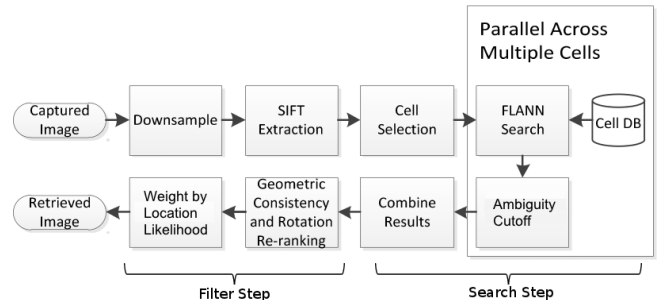 Parallel Across
Multiple Cells
Captured
Image
Downsample
SIFT
Extraction
Cell
Selection
FLANN
Search
Cell DB
Retrieved
Image
Weight by
Location
Likelihood
Geometric
Consistency
and Rotation
Re-ranking
Combine
Results
Ambiguity
Cutoff
Filter Step
Search Step